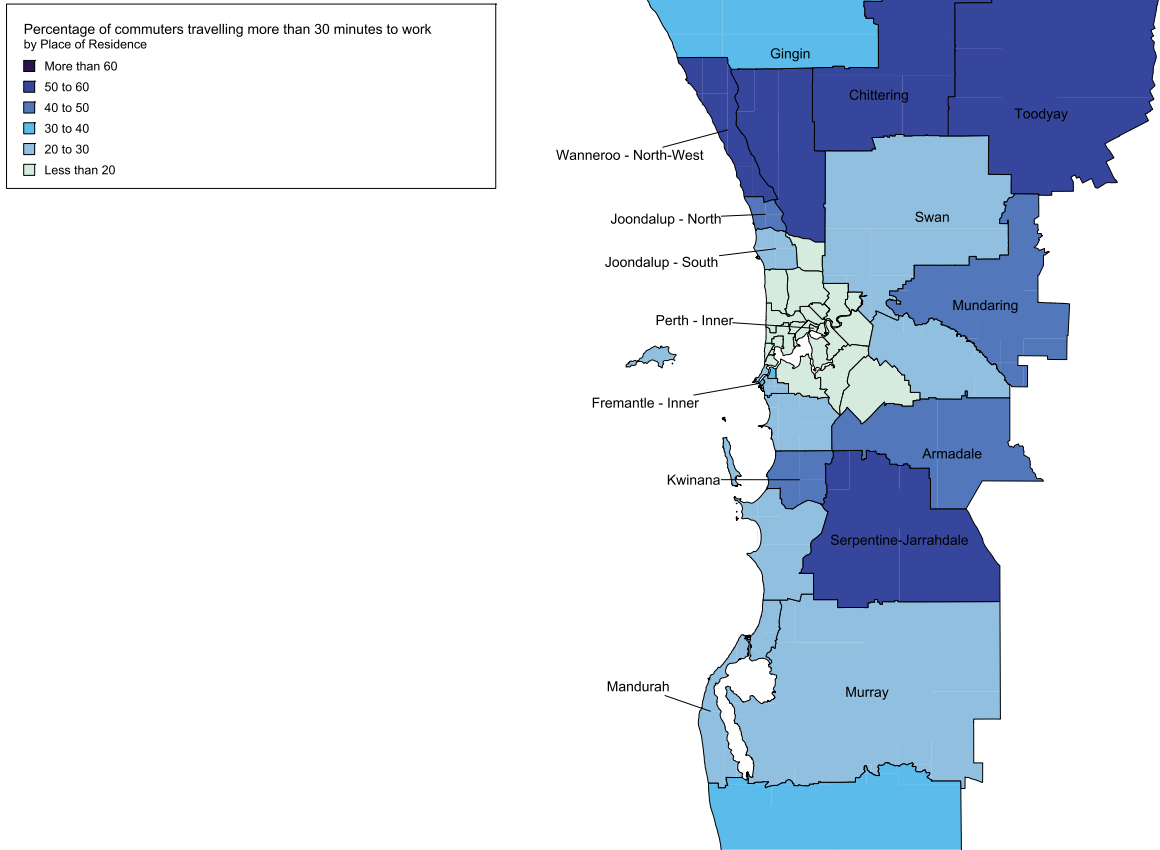 Percentage of commuters travelling more than 30 minutes to work
by Place of Residence
More than 60
50 to 60
40 to 50
30 to 40
20 to 30
Less than 20
Gingin
Chittering
Toodyay
Wanneroo - North-West
Joondalup - North
Swan
Joondalup - South
Mundaring
Perth - Inner
Fremantle - Inner
Armadale
Kwinana
Serpentine-Jarrahdale
Mandurah
Murray